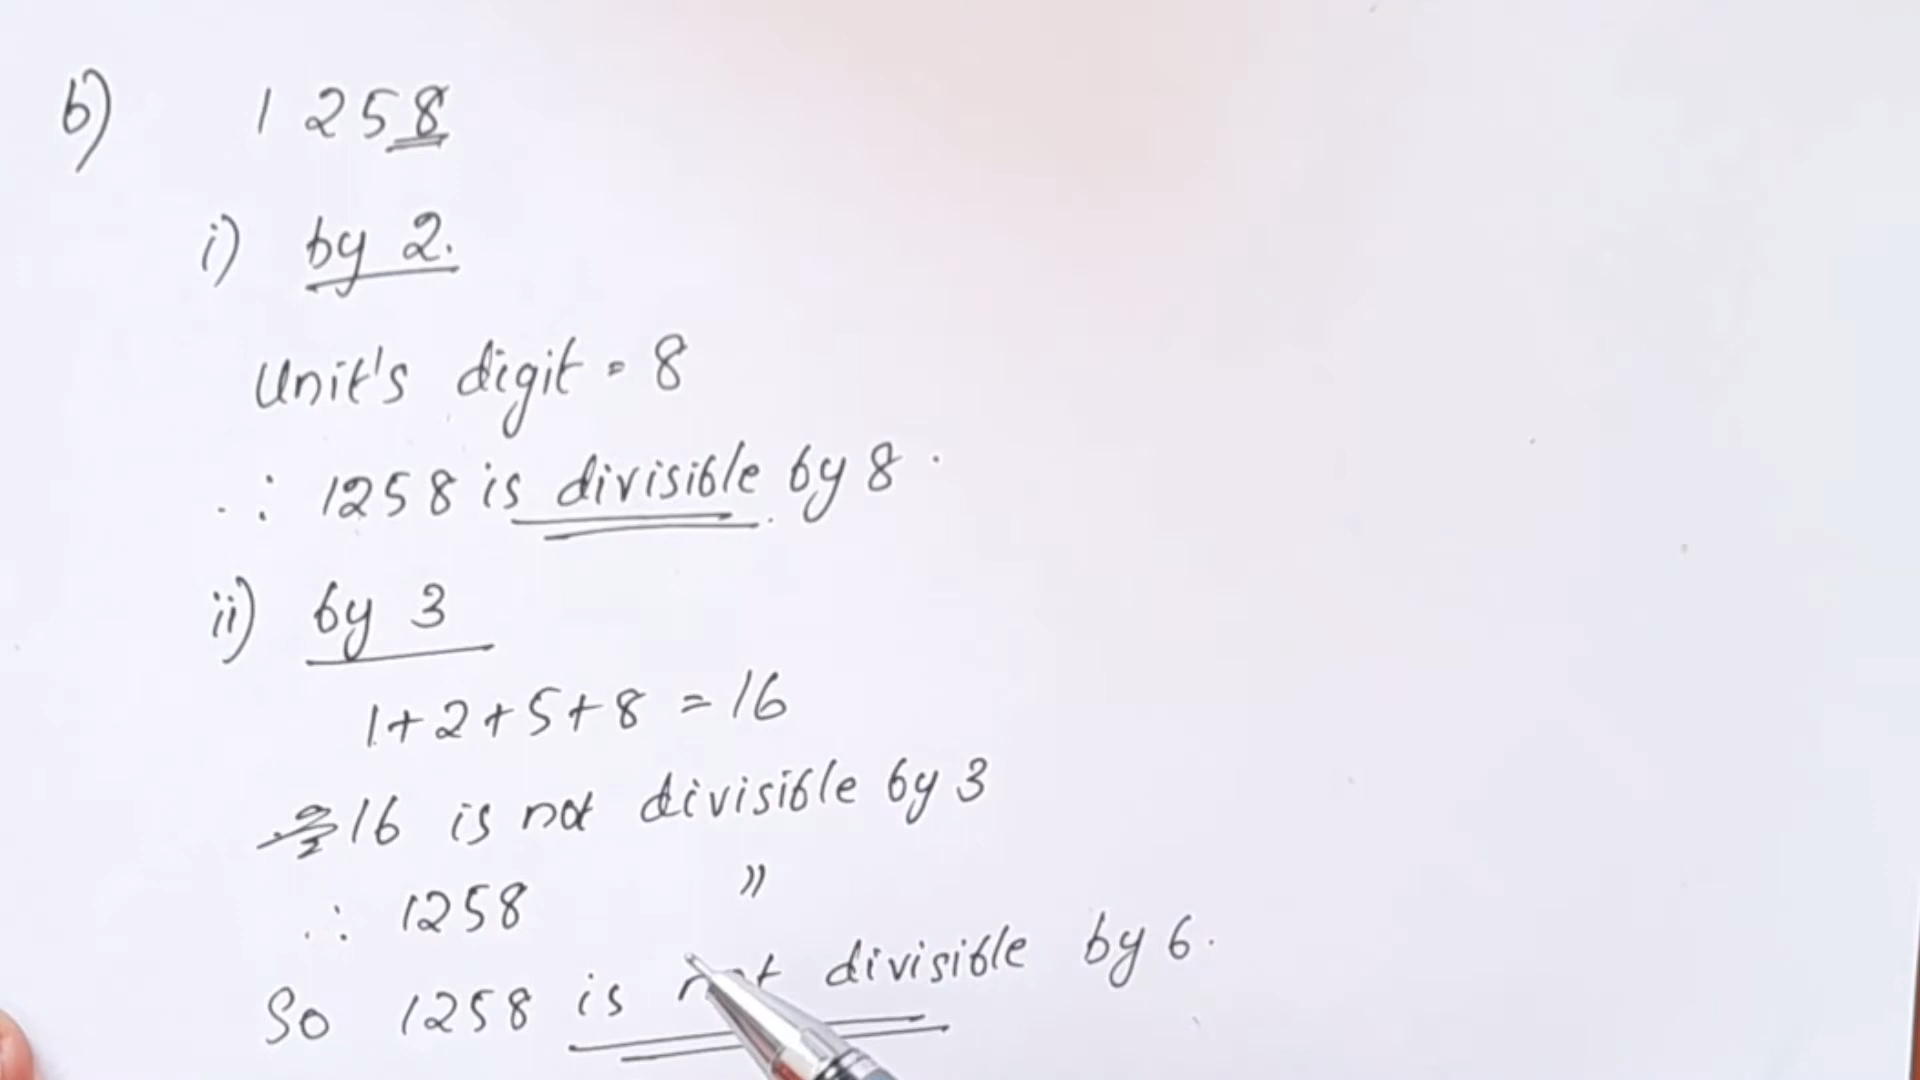 b) 1258
i) by 2.
Unit's digit = 8
∴ 1258 is divisible by 8.
ii) by 3
1+2+5+8 = 16
16 is not divisible by 3
∴ 1258 "
So 1258 is not divisible by 6.